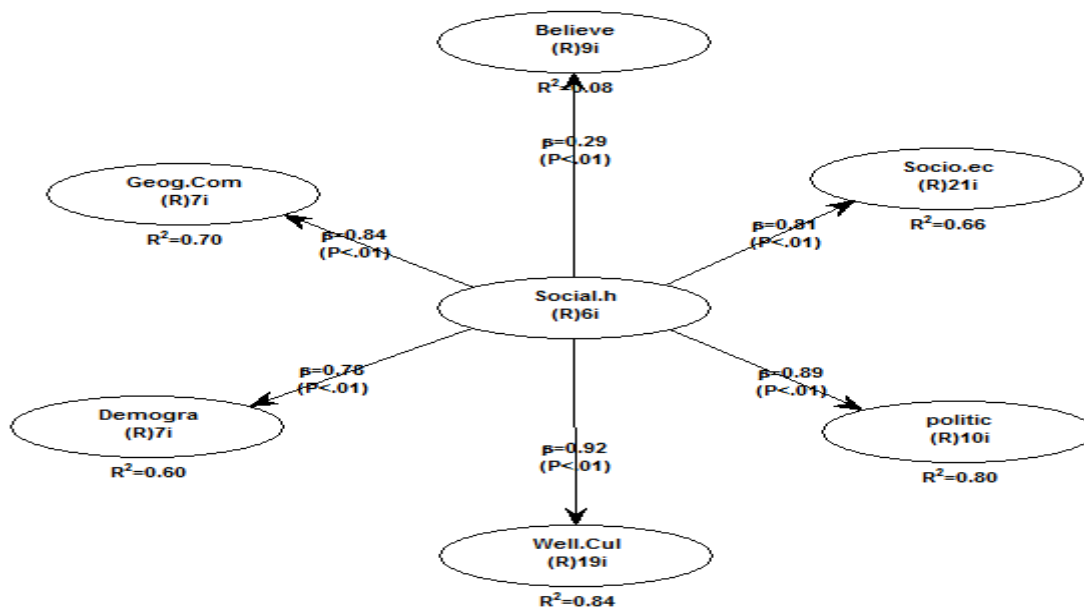 Believe
(R)9i
R²=0.08
β=0.29
(P<.01)
Geog.Com
(R)7i
R²=0.70
Socio.ec
(R)21i
R²=0.66
β=0.84
(P<.01)
β=0.81
(P<.01)
Social.h
(R)6i
β=0.78
(P<.01)
β=0.89
(P<.01)
Demogra
(R)7i
R²=0.60
politic
(R)10i
R²=0.80
β=0.92
(P<.01)
Well.Cul
(R)19i
R²=0.84